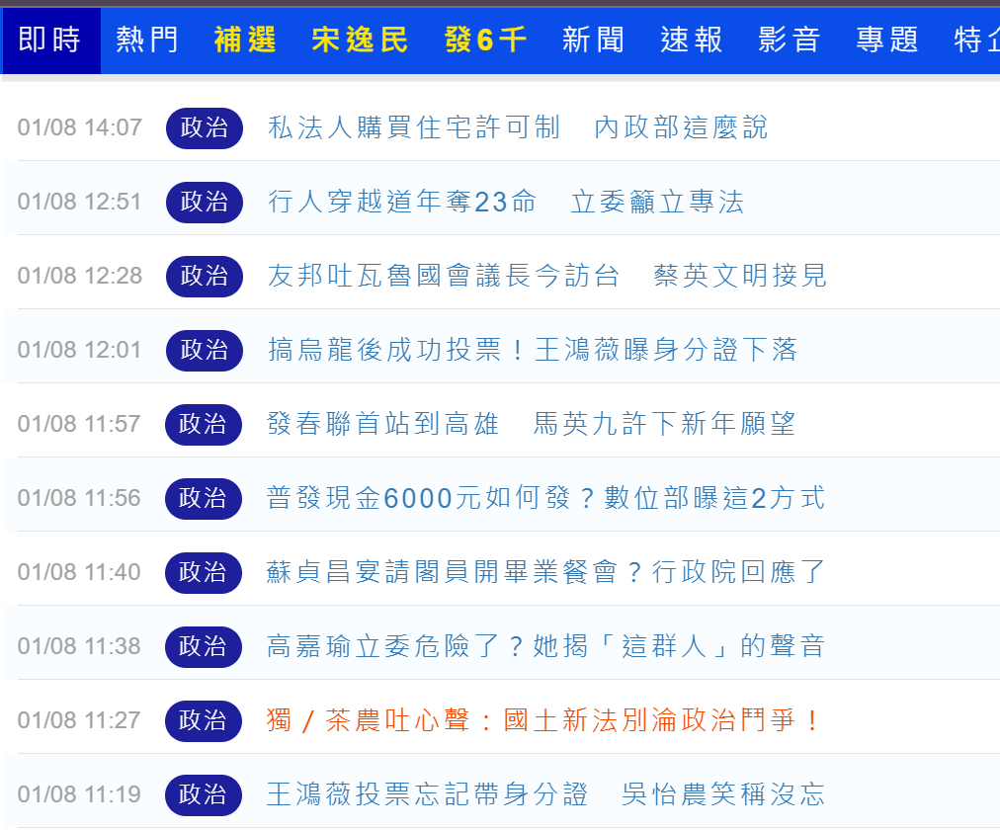 即時 熱門 補選 宋逸民 發6千 新聞 速報 影音 專題 特企
01/08 14:07 政治 私法人購買住宅許可制　內政部這麼說
01/08 12:51 政治 行人穿越道年奪23命　立委籲立專法
01/08 12:28 政治 友邦吐瓦魯國會議長今訪台　蔡英文明接見
01/08 12:01 政治 搞烏龍後成功投票！王鴻薇曝身分證下落
01/08 11:57 政治 發春聯首站到高雄　馬英九許下新年願望
01/08 11:56 政治 普發現金6000元如何發？數位部曝這2方式
01/08 11:40 政治 蘇貞昌宴請閣員開畢業餐會？行政院回應了
01/08 11:38 政治 高嘉瑜立委危險了？她揭「這群人」的聲音
01/08 11:27 政治 獨／茶農吐心聲：國土新法別淪政治鬥爭！
01/08 11:19 政治 王鴻薇投票忘記帶身分證　吳怡農笑稱沒忘